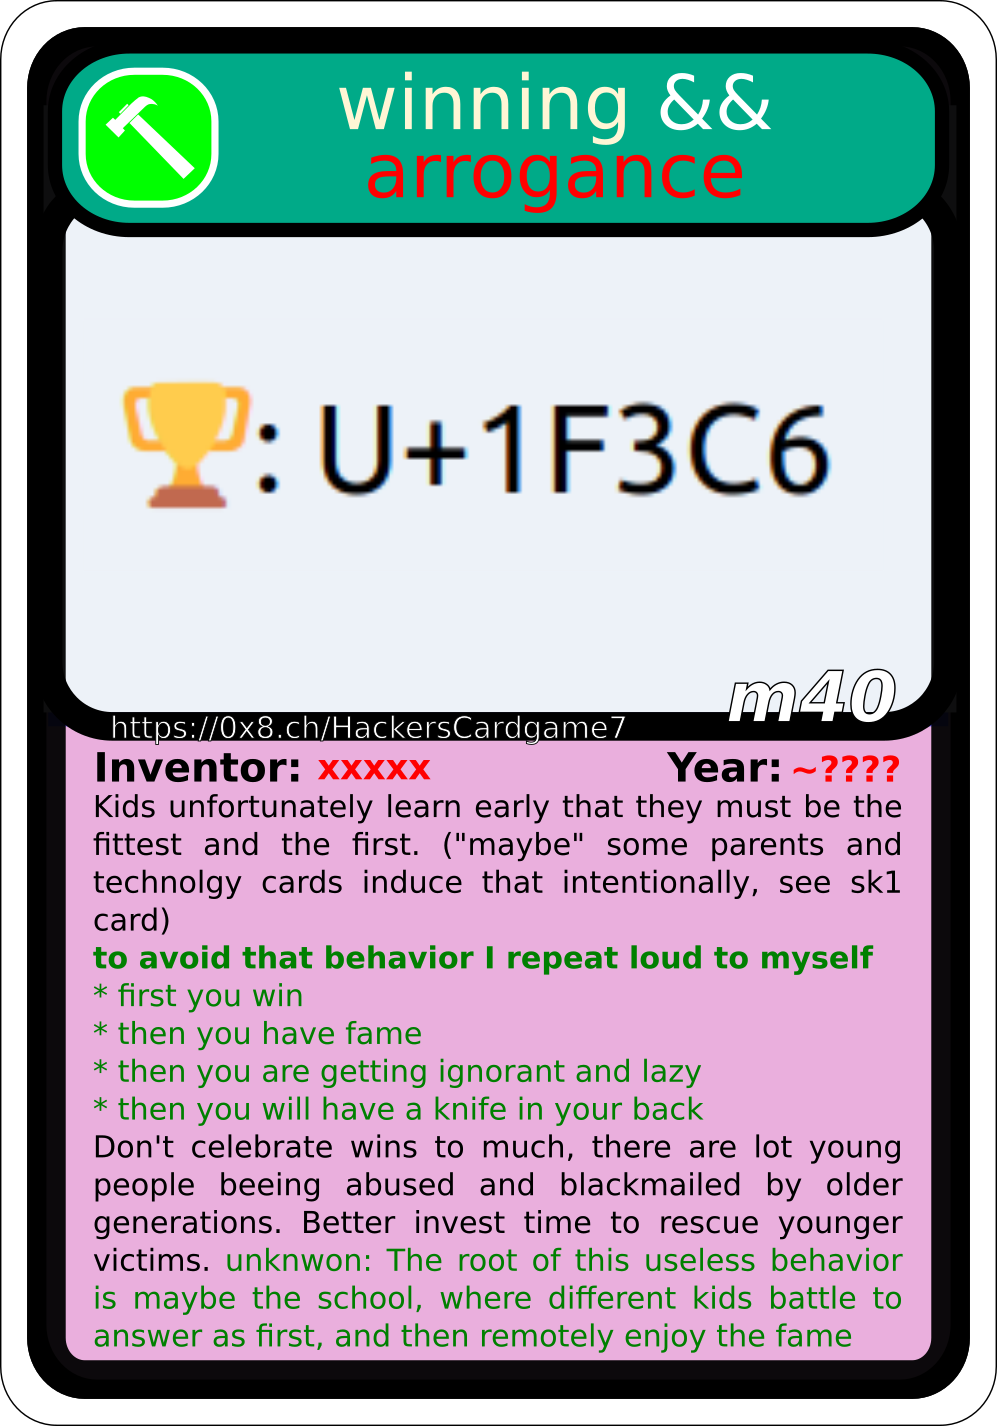 winning &&
arrogance
🏆: U+1F3C6
m40
https://0x8.ch/HackersCardgame7
Inventor: xxxxx Year: ~????
Kids unfortunately learn early that they must be the
fittest and the first. ("maybe" some parents and
technolgy cards induce that intentionally, see sk1
card)
to avoid that behavior I repeat loud to myself
* first you win
* then you have fame
* then you are getting ignorant and lazy
* then you will have a knife in your back
Don't celebrate wins to much, there are lot young
people beeing abused and blackmailed by older
generations. Better invest time to rescue younger
victims. unknwon: The root of this useless behavior
is maybe the school, where different kids battle to
answer as first, and then remotely enjoy the fame